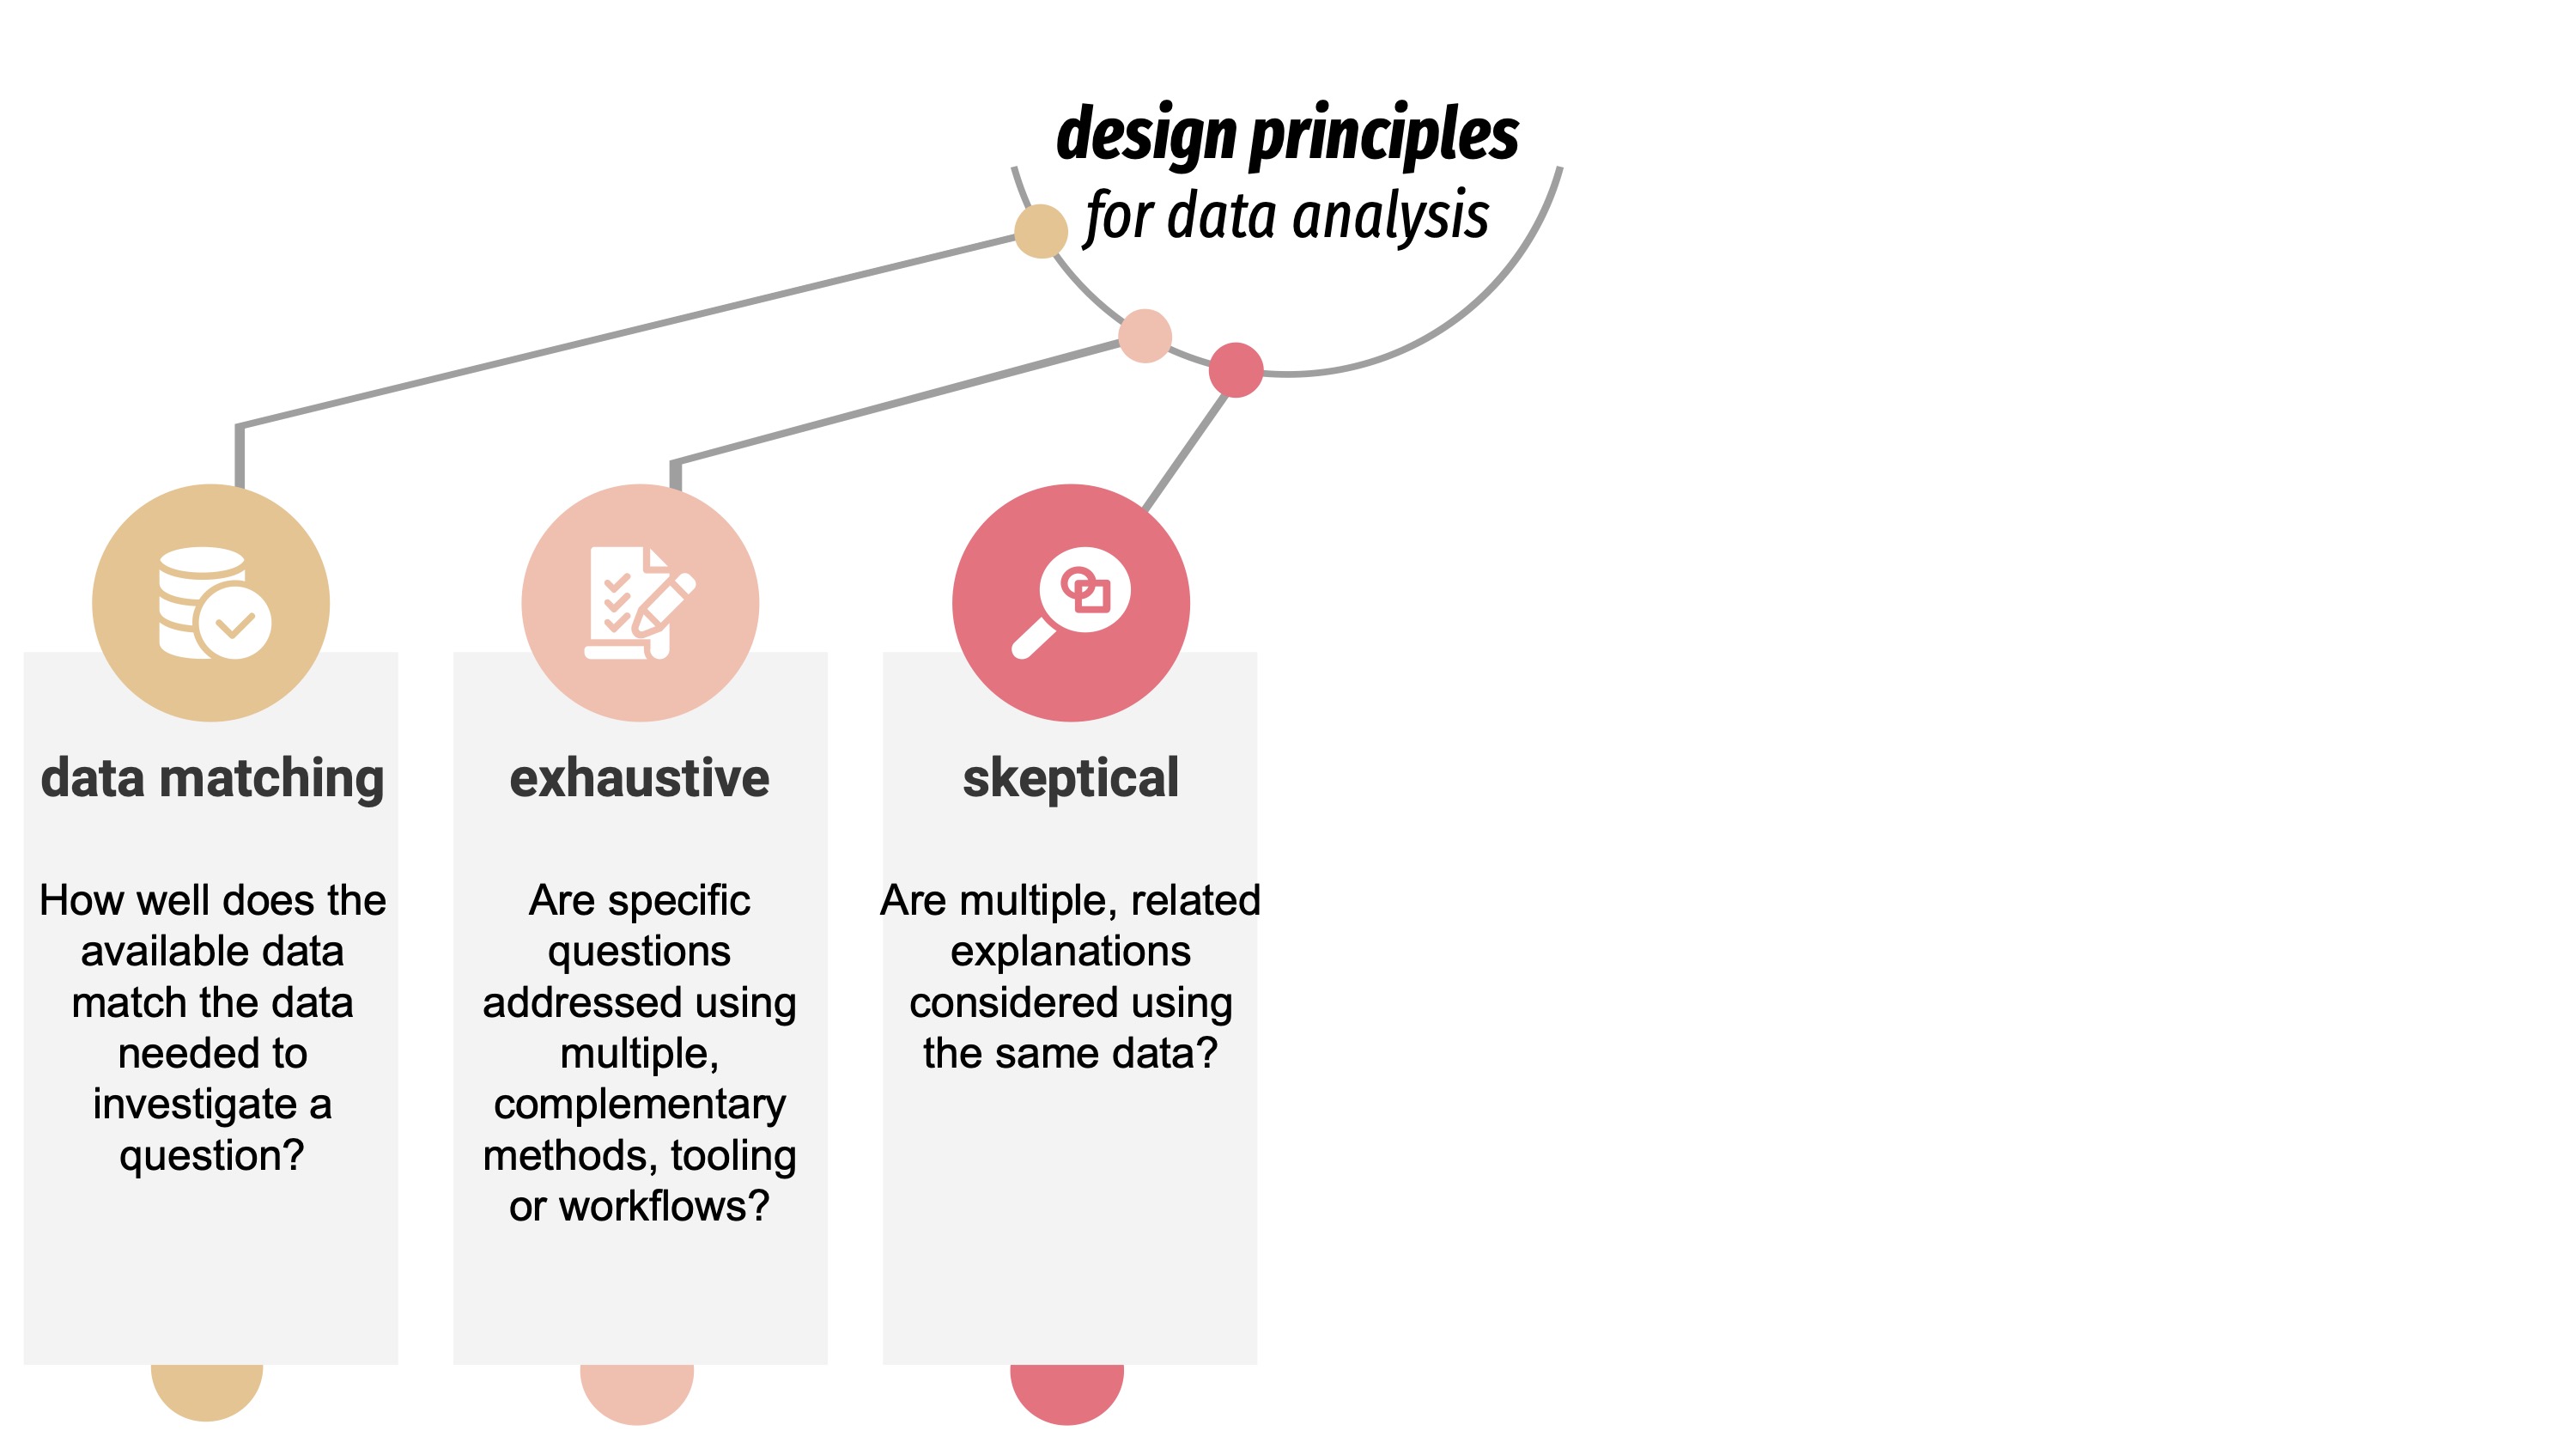 design principles
for data analysis
data matching
How well does the
available data
match the data
needed to
investigate a
question?
exhaustive
Are specific
questions
addressed using
multiple,
complementary
methods, tooling
or workflows?
skeptical
Are multiple, related
explanations
considered using
the same data?